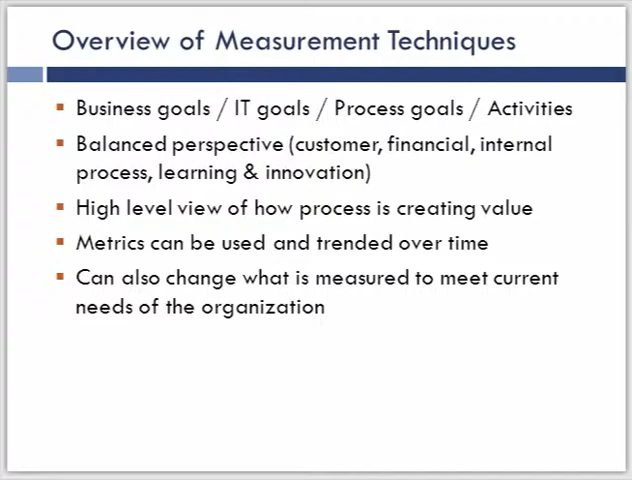 Overview of Measurement Techniques
Business goals / IT goals / Process goals / Activities
Balanced perspective (customer, financial, internal
process, learning & innovation)
High level view of how process is creating value
Metrics can be used and trended over time
Can also change what is measured to meet current
needs of the organization